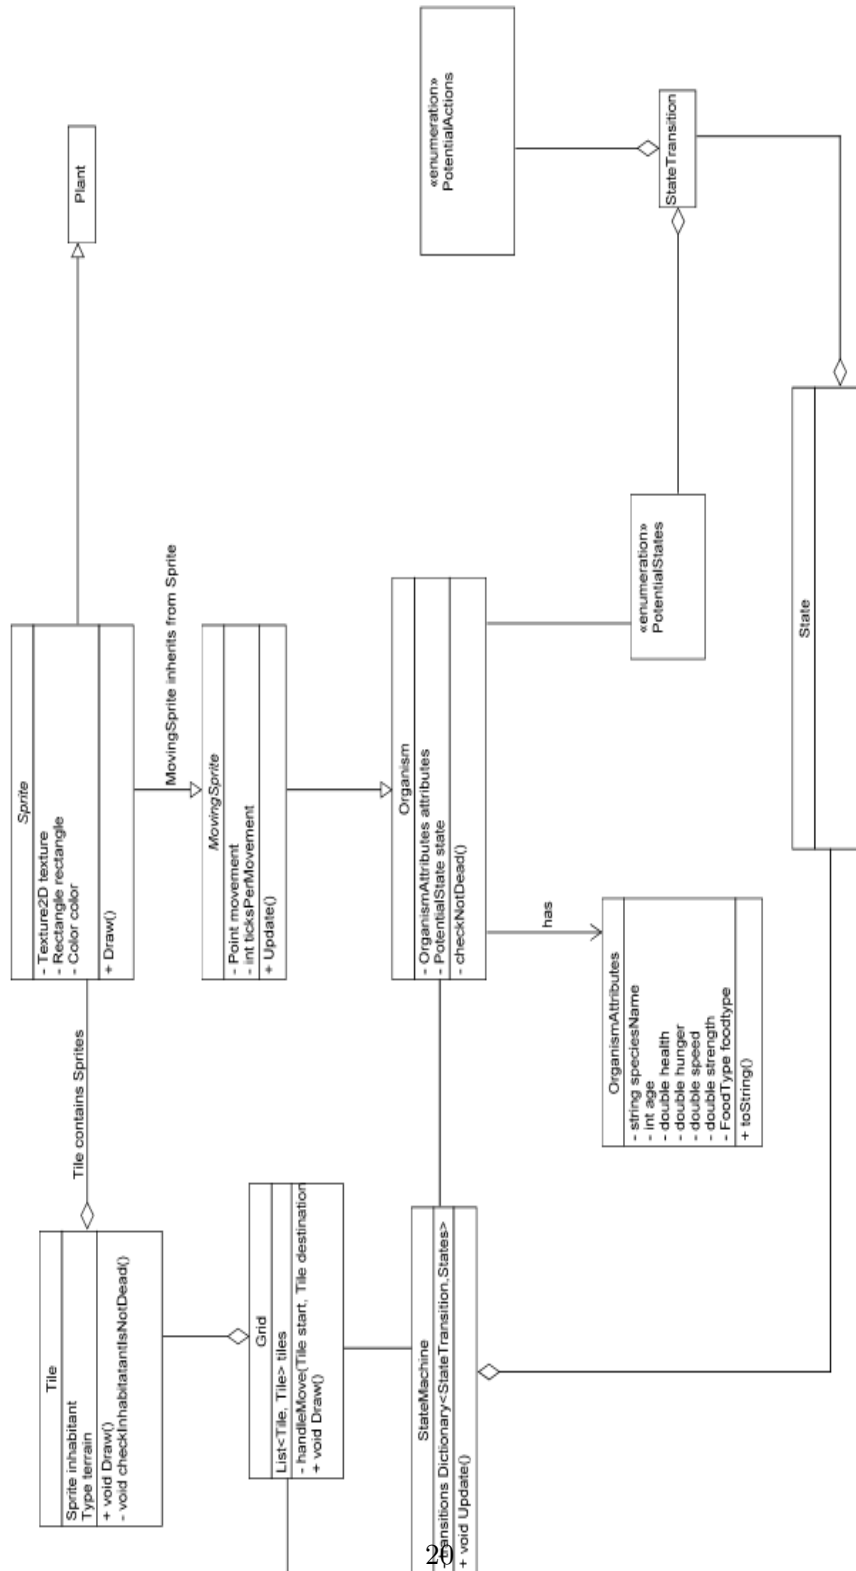 Tile
Sprite inhabitant
Type terrain
+ void Draw()
- void checkInhabitatantIsNotDead()
Tile contains Sprites
Sprite
- Texture2D texture
- Rectangle rectangle
- Color color
+ Draw()
Plant
MovingSprite inherits from Sprite
MovingSprite
- Point movement
- int ticksPerMovement
+ Update()
Grid
List<Tile, Tile> tiles
- handleMove(Tile start, Tile destination
+ void Draw()
Organism
- OrganismAttributes attributes
- PotentialState state
- checkNotDead()
«enumeration»
PotentialActions
StateMachine
transitions Dictionary<StateTransition,States>
+ void Update()
has
OrganismAttributes
- string speciesName
- int age
- double health
- double hunger
- double speed
- double strength
- FoodType foodtype
+ toString()
«enumeration»
PotentialStates
StateTransition
State
20